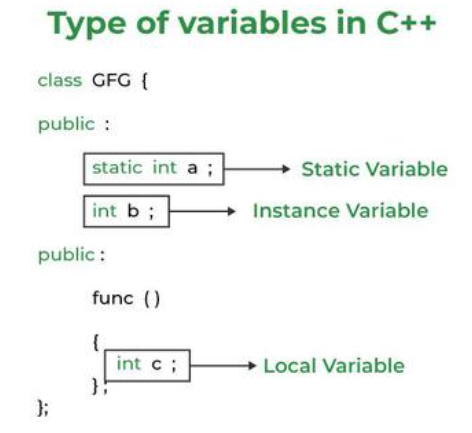 Type of variables in C++
class GFG {
public :
static int a ; Static Variable
int b ; Instance Variable
public :
func ()
{
int c ; Local Variable
} ;
};